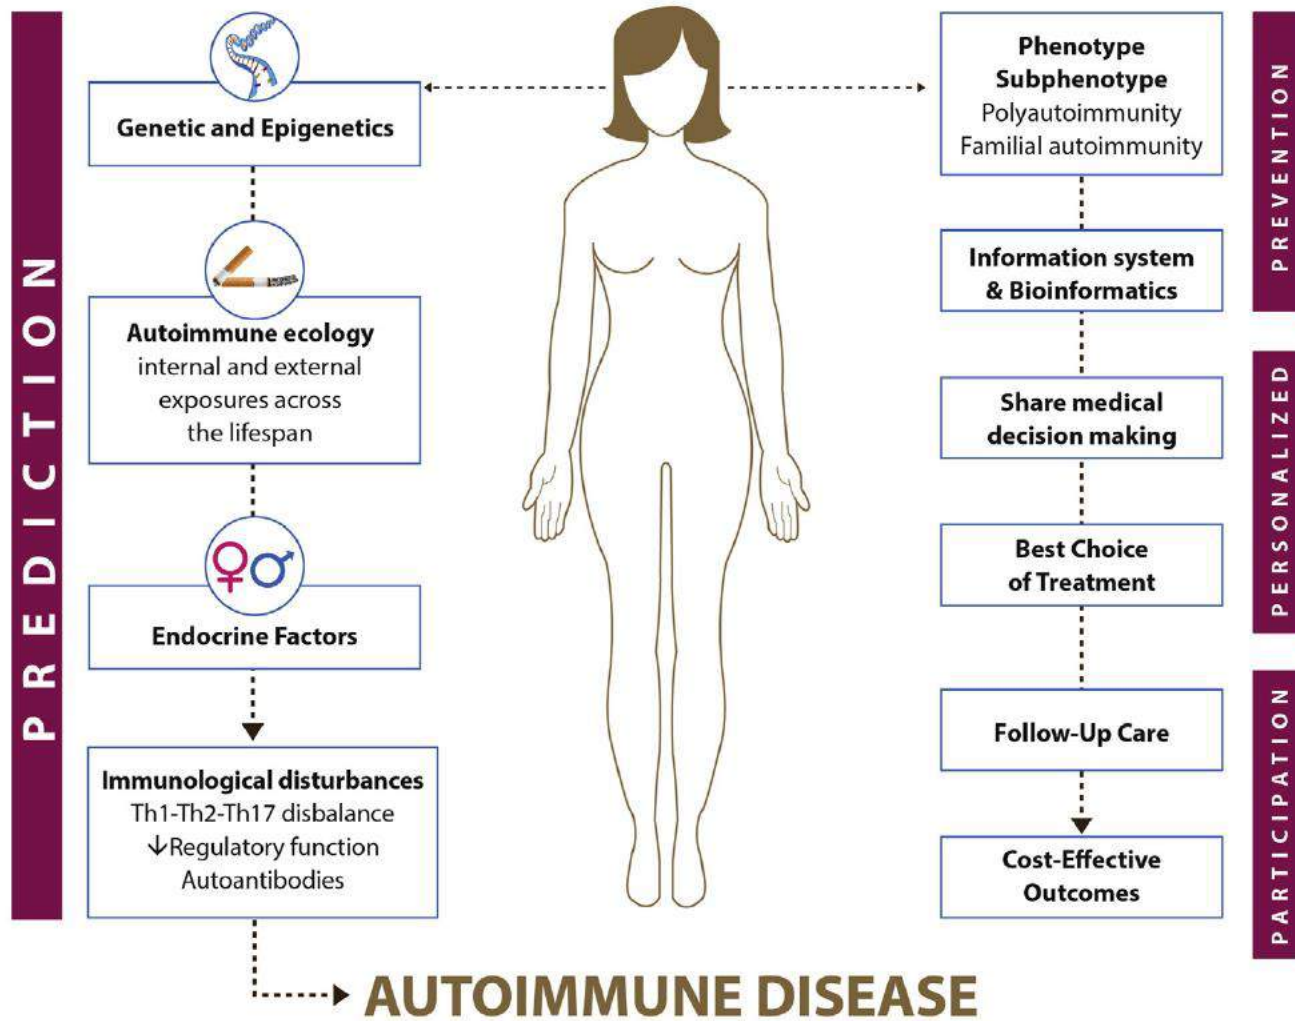 PREDICTION
Genetic and Epigenetics
Autoimmune ecology
internal and external
exposures across
the lifespan
Endocrine Factors
Immunological disturbances
Th1-Th2-Th17 disbalance
↓Regulatory function
Autoantibodies
Phenotype
Subphenotype
Polyautoimmunity
Familial autoimmunity
Information system
& Bioinformatics
Share medical
decision making
Best Choice
of Treatment
Follow-Up Care
Cost-Effective
Outcomes
PREVENTION
PERSONALIZED
PARTICIPATION
AUTOIMMUNE DISEASE